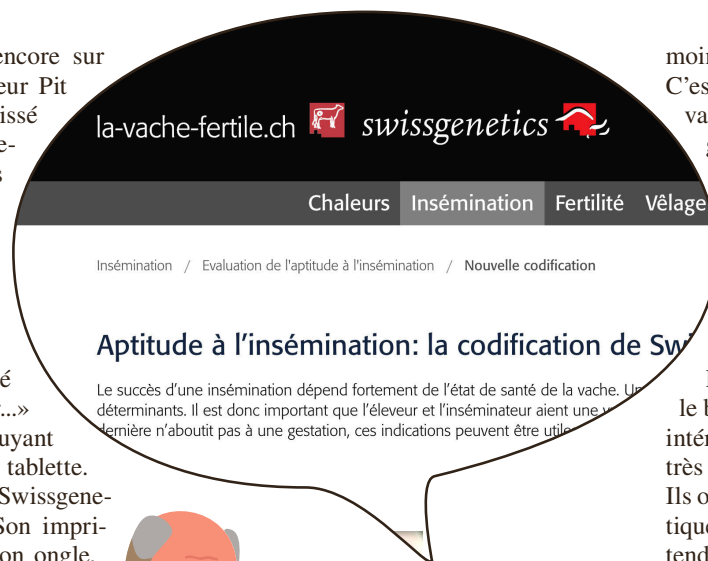 encore sur
eur Pit
issé
e-
s
é
...»
uyant
tablette.
Swissgene-
Son impri-
on ongle.
la-vache-fertile.ch swissgenetics
Chaleurs Insémination Fertilité Vêlage
Insémination / Evaluation de l'aptitude à l'insémination / Nouvelle codification
Aptitude à l'insémination: la codification de Sw
Le succès d'une insémination dépend fortement de l'état de santé de la vache. Un
déterminants. Il est donc important que l'éleveur et l'inséminateur aient une
dernière n'aboutit pas à une gestation, ces indications peuvent être utile
moin
C'es
va
g
le b
intér
très
Ils o
tique
tend